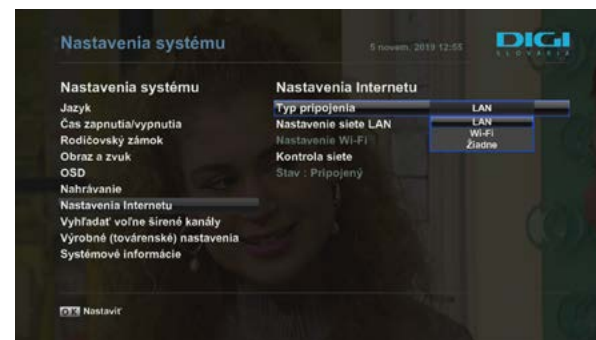 Nastavenia systému
5 novem. 2019 12:55
DIGI
SLOVAKIA
Nastavenia systému
Jazyk
Čas zapnutia/vypnutia
Rodičovský zámok
Obraz a zvuk
OSD
Nahrávanie
Nastavenia Internetu
Vyhľadať voľne šírené kanály
Výrobné (továrenské) nastavenia
Systémové informácie
Nastavenia Internetu
Typ pripojenia LAN
Nastavenie siete LAN
Nastavenie Wi-Fi
Kontrola siete
Stav : Pripojený
LAN
Wi-Fi
Žiadne
OK Nastaviť